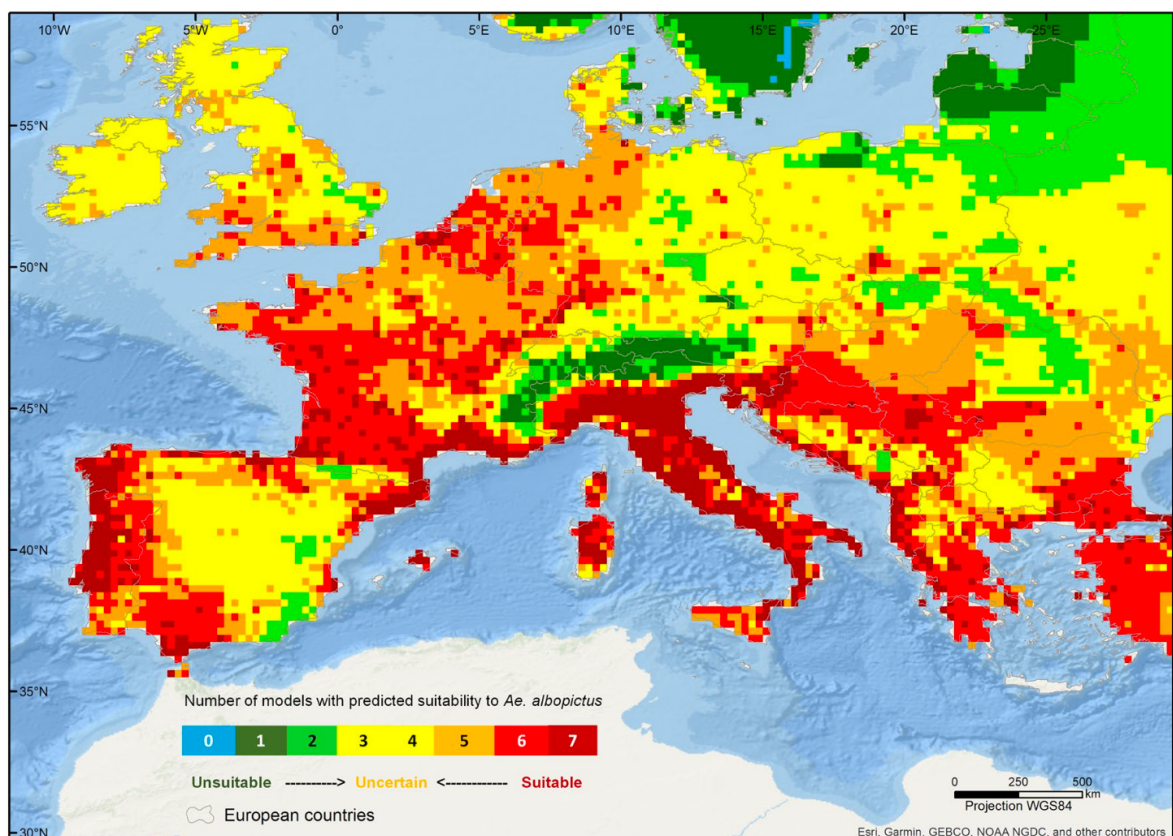 10°W 5°W 0° 5°E 10°E 15°E 20°E 25°E
55°N
50°N
45°N
40°N
35°N
30°N
Number of models with predicted suitability to Ae. albopictus
0 1 2 3 4 5 6 7
Unsuitable ----------> Uncertain <---------- Suitable
European countries
0 250 500
km
Projection WGS84
Esri, Garmin, GEBCO, NOAA NGDC, and other contributors